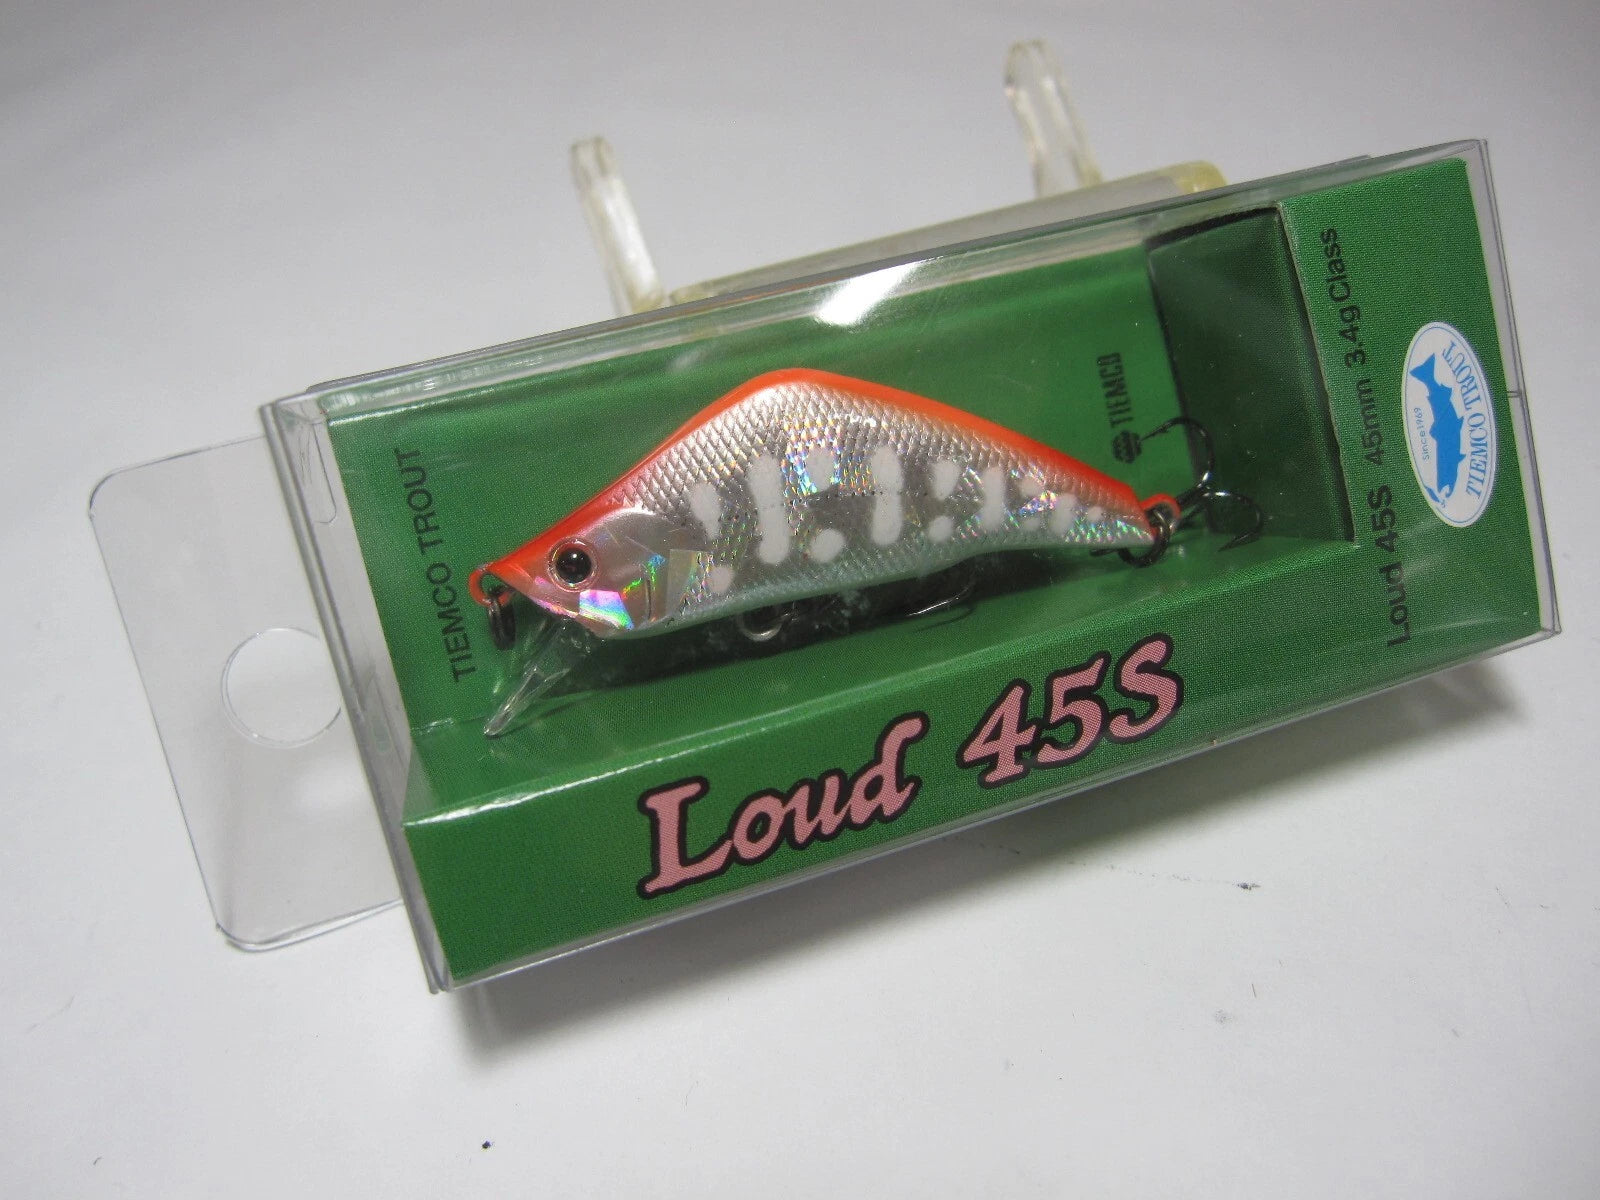 TIEMCO TROUT
TIEMCO
Loud 45S
Loud 45S 45mm 3.4g Class
Since 1969
TIEMCO TROUT